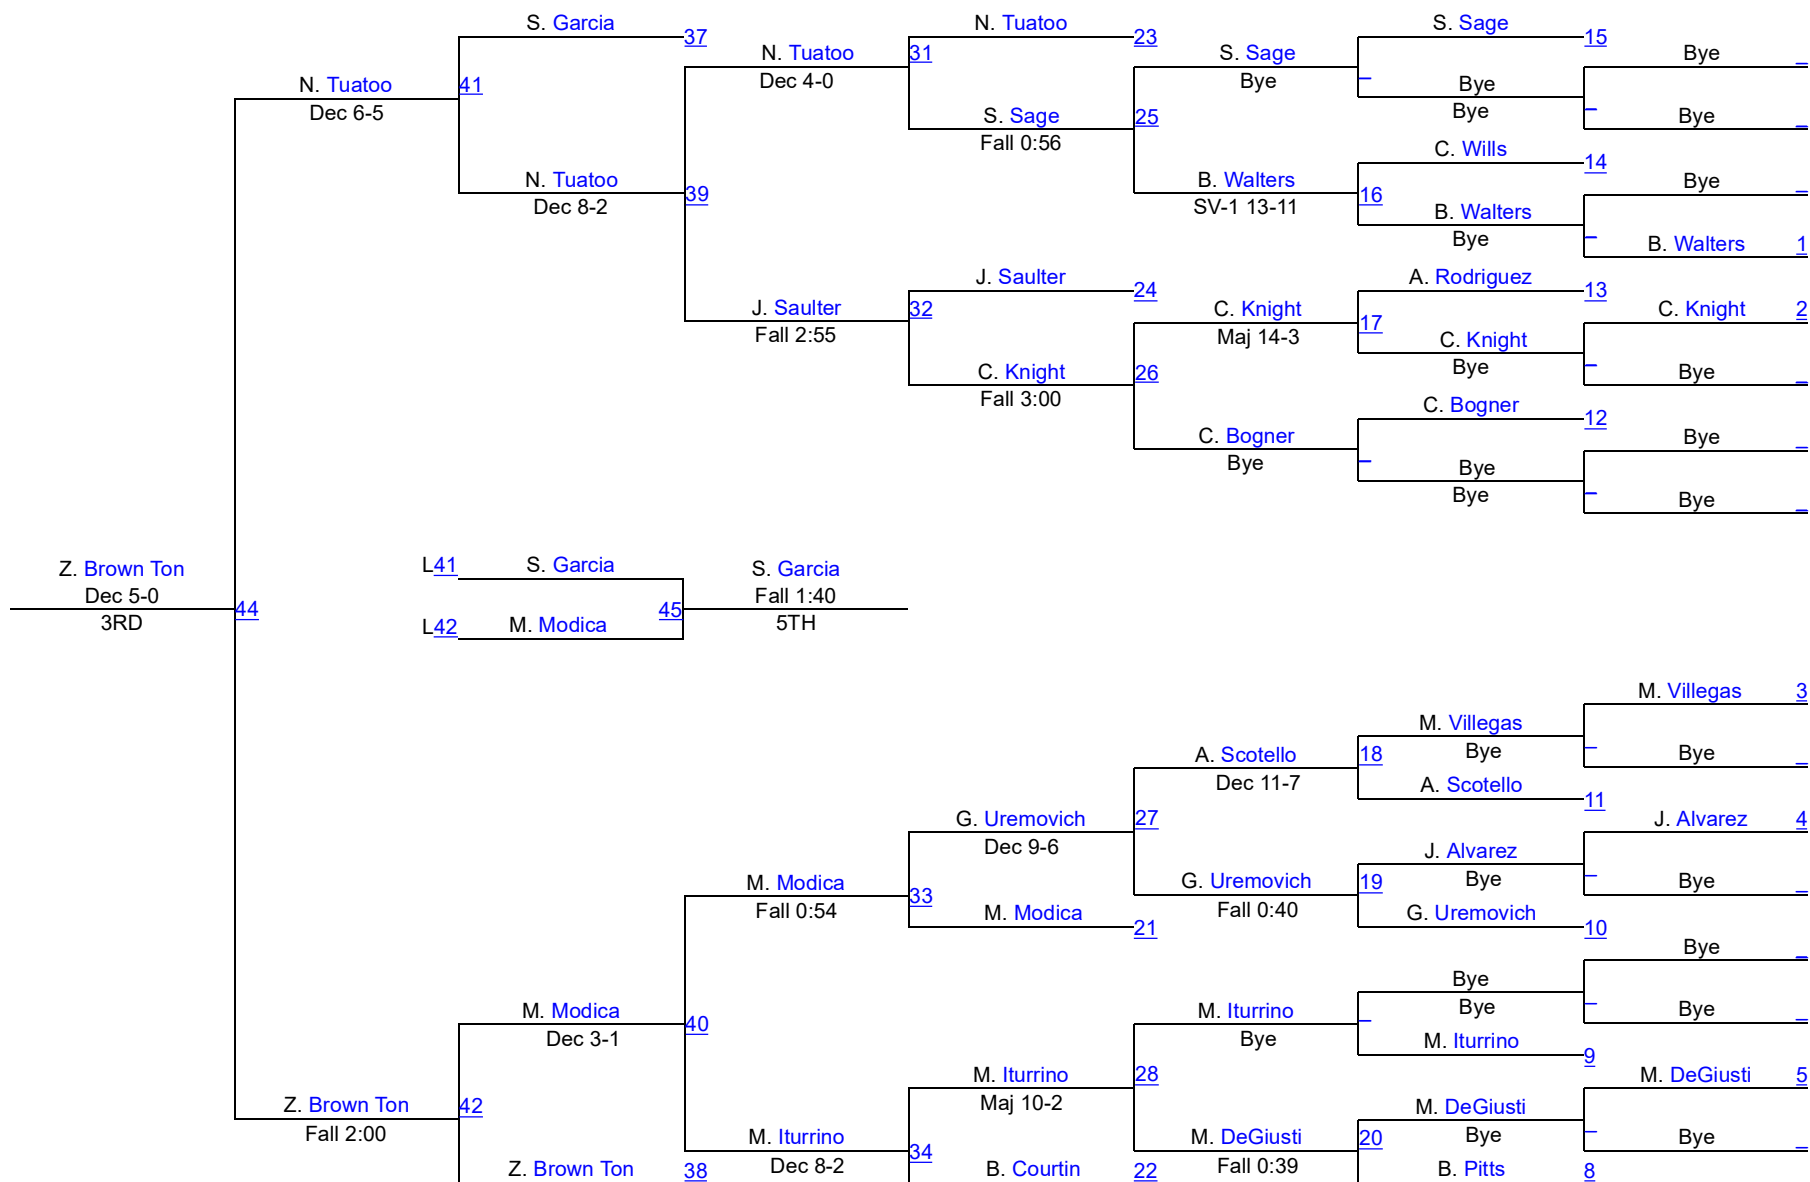 S. Garcia 37
N. Tuatoo 23
S. Sage 15
N. Tuatoo 31
Dec 4-0
S. Sage
Bye
Bye _
N. Tuatoo 41
Dec 6-5
_
Bye
Bye
S. Sage 25
Fall 0:56
_
Bye _
C. Wills 14
N. Tuatoo 39
Dec 8-2
B. Walters 16
SV-1 13-11
Bye _
B. Walters
Bye
_
B. Walters 1
J. Saulter 24
A. Rodriguez 13
J. Saulter 32
Fall 2:55
C. Knight 17
Maj 14-3
C. Knight 2
C. Knight
Bye
_
C. Knight 26
Fall 3:00
Bye _
C. Bogner 12
C. Bogner
Bye
_
Bye _
Bye
Bye
_
Bye _
Z. Brown Ton
Dec 5-0
3RD
44
L41 S. Garcia
S. Garcia
Fall 1:40
5TH
45
L42 M. Modica
M. Villegas 3
M. Villegas
Bye
_
A. Scotello 18
Dec 11-7
Bye _
A. Scotello 11
G. Uremovich 27
Dec 9-6
J. Alvarez 4
J. Alvarez
Bye
_
M. Modica 33
Fall 0:54
G. Uremovich 19
Fall 0:40
Bye _
M. Modica 21
G. Uremovich 10
Bye _
Bye
Bye
_
M. Modica 40
Dec 3-1
M. Iturrino
Bye
_
Bye _
M. Iturrino 9
M. Iturrino 28
Maj 10-2
M. DeGiusti 5
Z. Brown Ton 42
Fall 2:00
M. DeGiusti
Bye
_
M. Iturrino 34
Dec 8-2
M. DeGiusti 20
Fall 0:39
Bye _
Z. Brown Ton 38
B. Courtin 22
B. Pitts 8